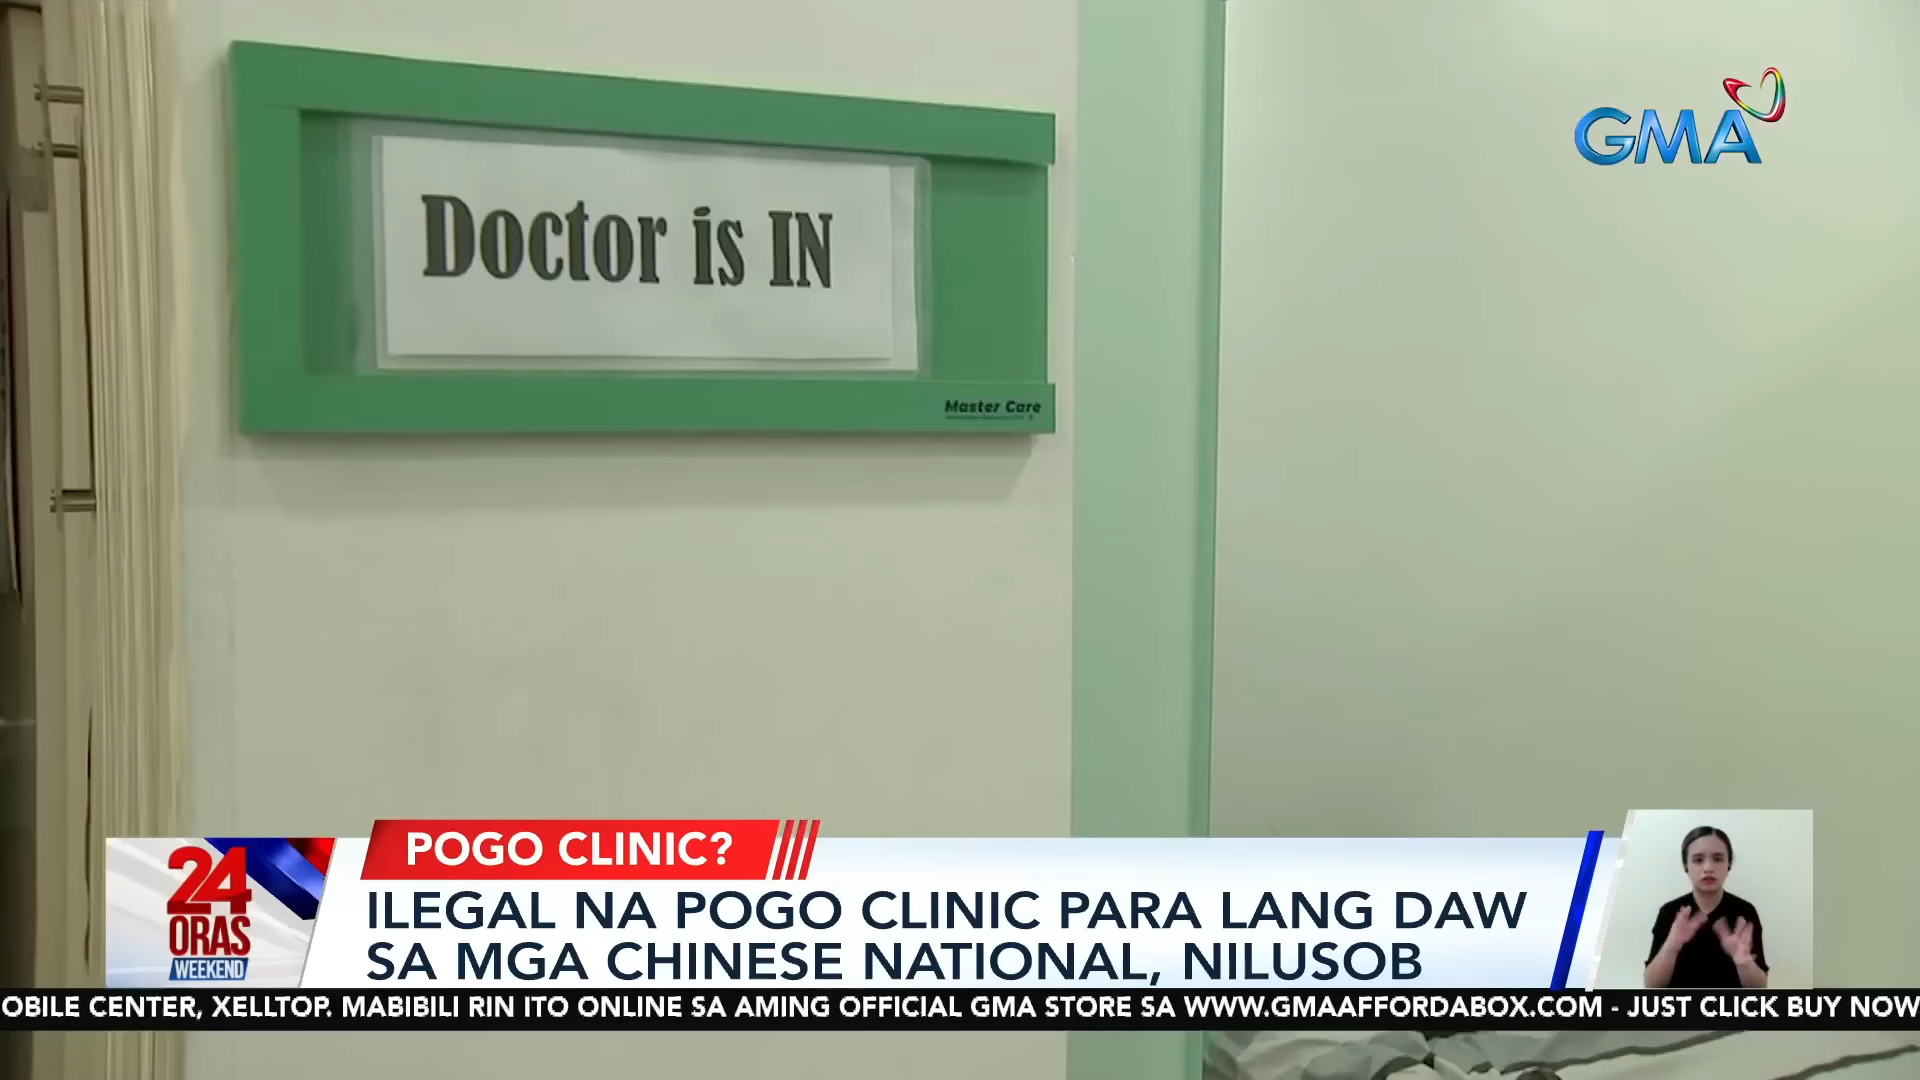 GMA
Doctor is IN
Master Care
POGO CLINIC?
24
ORAS
WEEKEND
ILEGAL NA POGO CLINIC PARA LANG DAW
SA MGA CHINESE NATIONAL, NILUSOB
OBILE CENTER, XELLTOP. MABIBILI RIN ITO ONLINE SA AMING OFFICIAL GMA STORE SA WWW.GMAAFFORDABOX.COM - JUST CLICK BUY NOW